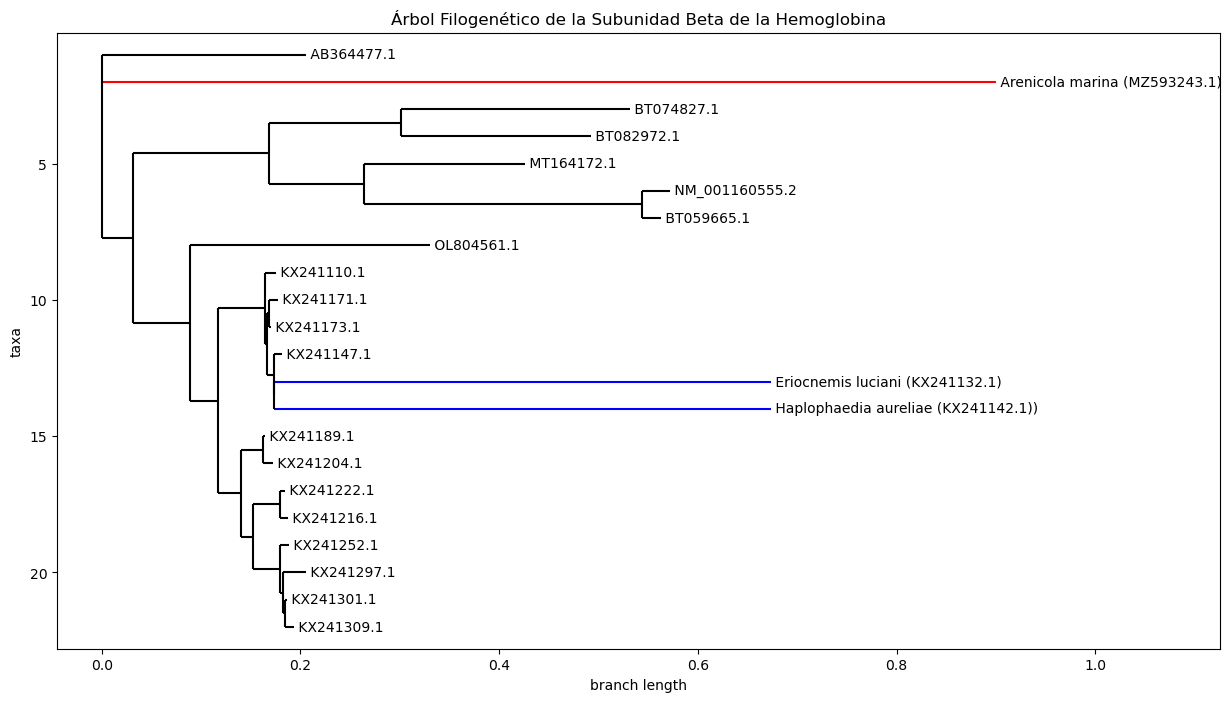 Árbol Filogenético de la Subunidad Beta de la Hemoglobina
AB364477.1
Arenicola marina (MZ593243.1)
BT074827.1
BT082972.1
5
MT164172.1
NM_001160555.2
BT059665.1
OL804561.1
KX241110.1
10
KX241171.1
KX241173.1
taxa
KX241147.1
Eriocnemis luciani (KX241132.1)
Haplophaedia aureliae (KX241142.1))
15
KX241189.1
KX241204.1
KX241222.1
KX241216.1
KX241252.1
20
KX241297.1
KX241301.1
KX241309.1
0.0 0.2 0.4 0.6 0.8 1.0
branch length